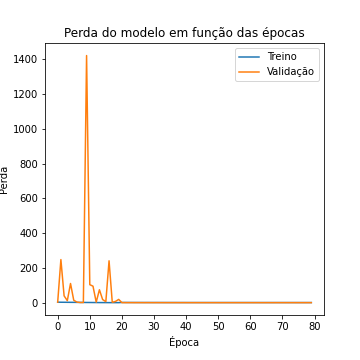 Perda do modelo em função das épocas
Treino
Validação
1400
1200
1000
800
600
400
200
0
Perda
0 10 20 30 40 50 60 70 80
Época